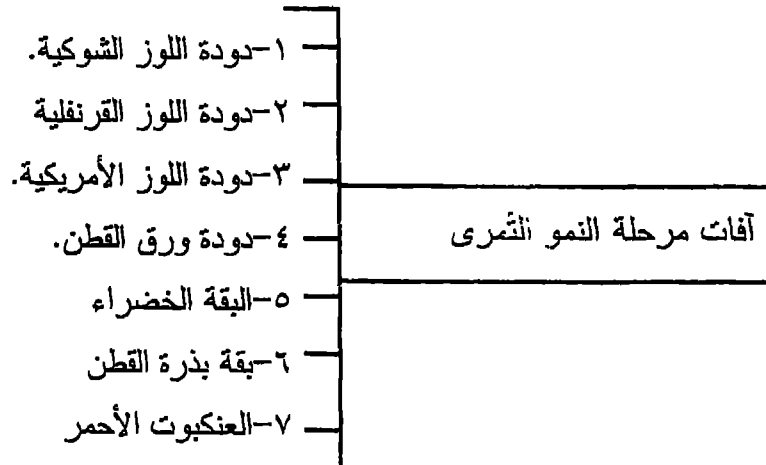 آفات مرحلة النمو الثمرى
١-دودة اللوز الشوكية.
٢-دودة اللوز القرنفلية
٣-دودة اللوز الأمريكية.
٤-دودة ورق القطن.
٥-البقة الخضراء
٦-بقة بذرة القطن
٧-العنكبوت الأحمر